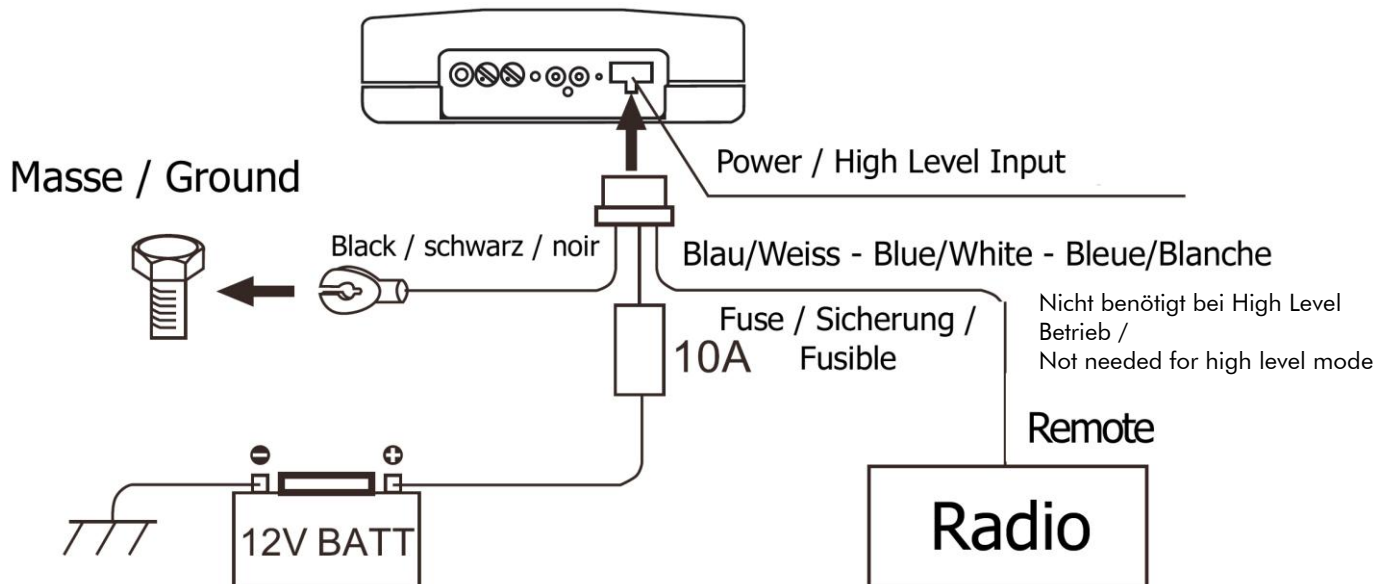 Power / High Level Input
Masse / Ground
Black / schwarz / noir
Blau/Weiss - Blue/White - Bleue/Blanche
Nicht benötigt bei High Level
Betrieb /
Not needed for high level mode
Fuse / Sicherung /
Fusible
10A
Remote
12V BATT
Radio